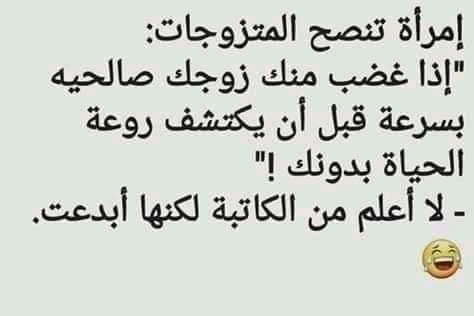 إمرأة تنصح المتزوجات:
"إذا غضب منك زوجك صالحيه
بسرعة قبل أن يكتشف روعة
الحياة بدونك !"
- لا أعلم من الكاتبة لكنها أبدعت.
😂